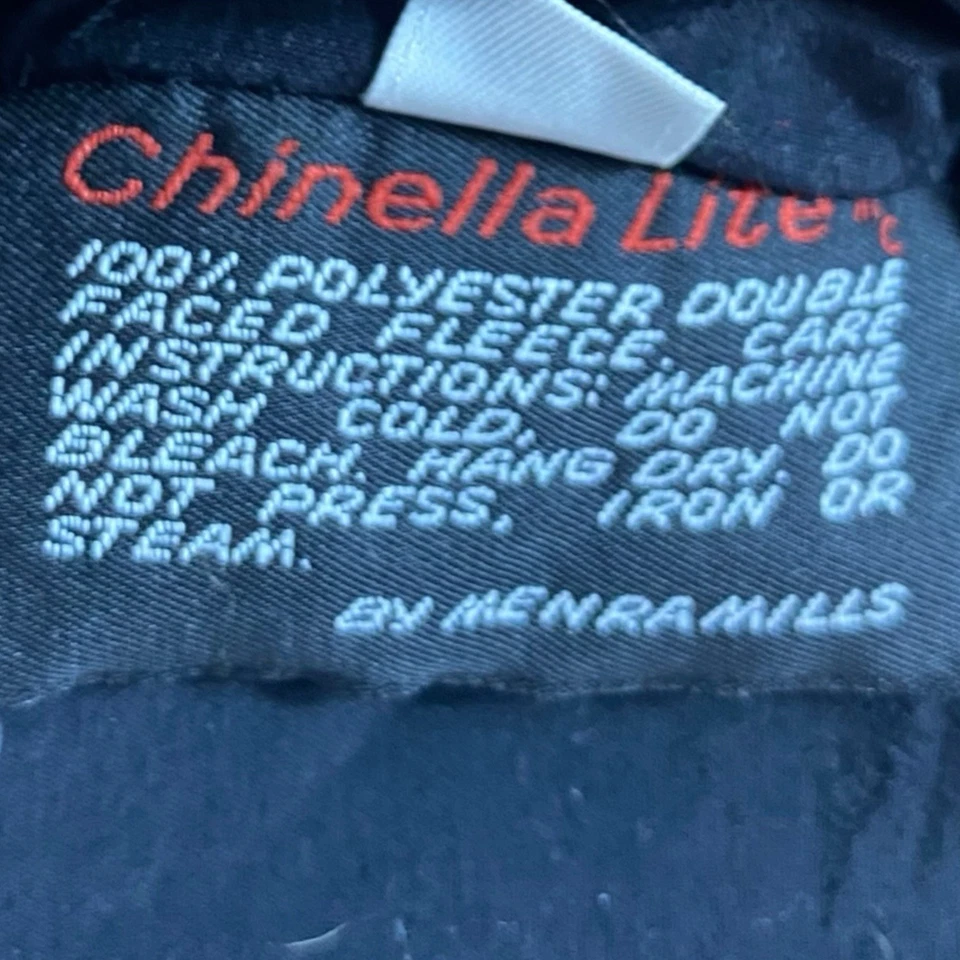 Chinella Lite
100% POLYESTER DOUBLE
FACED FLEECE. CARE
INSTRUCTIONS: MACHINE
WASH COLD, DO NOT
BLEACH. HANG DRY. DO
NOT PRESS, IRON OR
STEAM.
BY MENRA MILLS